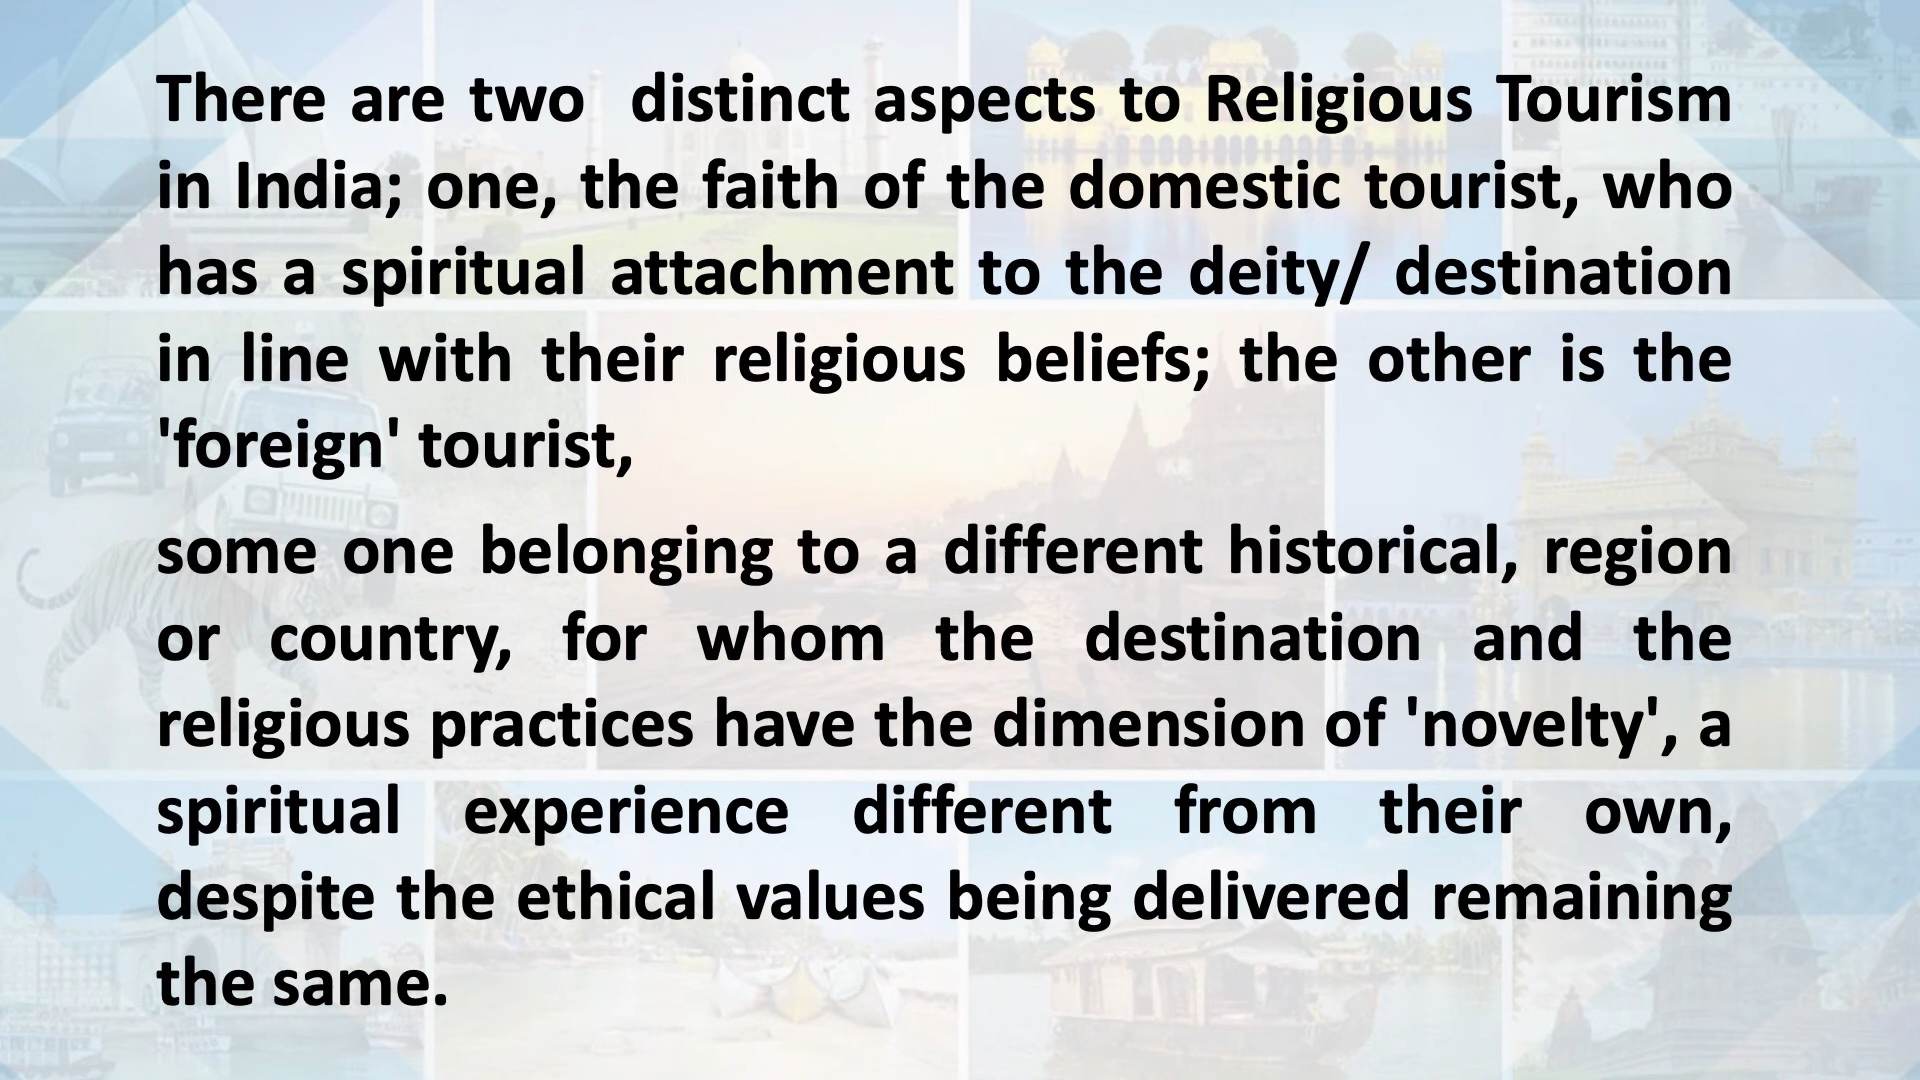 There are two  distinct aspects to Religious Tourism
in India; one, the faith of the domestic tourist, who
has a spiritual attachment to the deity/ destination
in line with their religious beliefs; the other is the
'foreign' tourist,
some one belonging to a different historical, region
or country, for whom the destination and the
religious practices have the dimension of 'novelty', a
spiritual experience different from their own,
despite the ethical values being delivered remaining
the same.